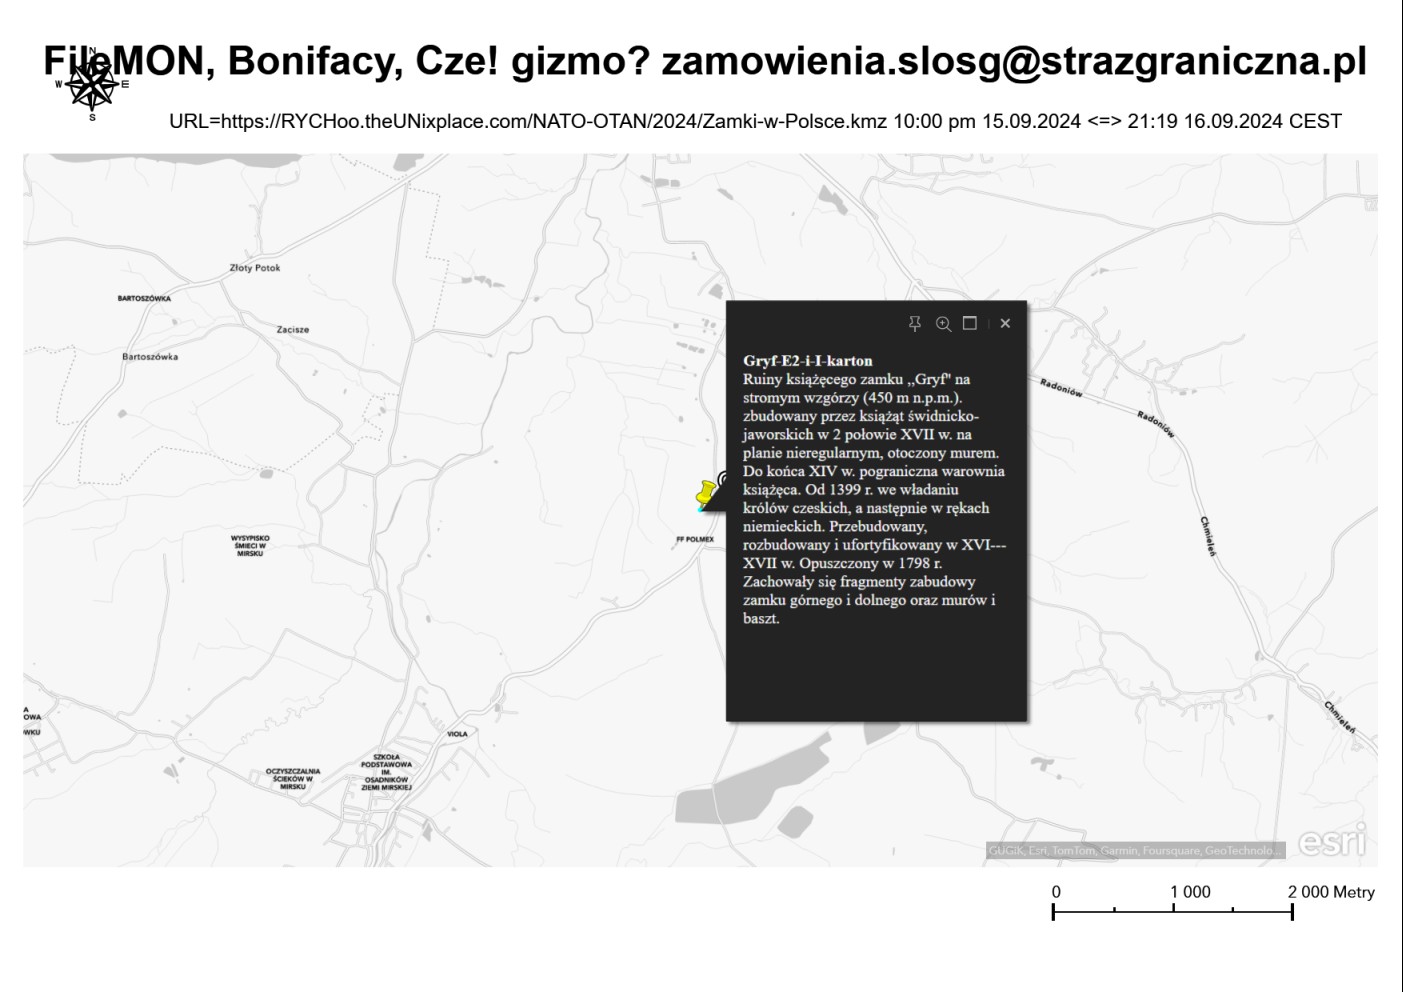 FileMON, Bonifacy, Cze! gizmo? zamowienia.slosg@strazgraniczna.pl
N
W E
S
URL=https://RYCHoo.theUNixplace.com/NATO-OTAN/2024/Zamki-w-Polsce.kmz 10:00 pm 15.09.2024 <=> 21:19 16.09.2024 CEST
Złoty Potok
BARTOSZÓWKA
Zacisze
Bartoszówka
Gryf-E2-i-I-karton
Ruiny książęcego zamku ,,Gryf" na
stromym wzgórzy (450 m n.p.m.).
zbudowany przez książąt świdnicko-
jaworskich w 2 połowie XVII w. na
planie nieregularnym, otoczony murem.
Do końca XIV w. pograniczna warownia
książęca. Od 1399 r. we władaniu
królów czeskich, a następnie w rękach
niemieckich. Przebudowany,
rozbudowany i ufortyfikowany w XVI---
XVII w. Opuszczony w 1798 r.
Zachowały się fragmenty zabudowy
zamku górnego i dolnego oraz murów i
baszt.
Radoniów
Radoniów
Chmieleń
Chmieleń
WYSYPISKO
ŚMIECI W
MIRSKU
FF POLMEX
A
OWA
WKU
VIOLA
OCZYSZCZALNIA
ŚCIEKÓW W
MIRSKU
SZKOŁA
PODSTAWOWA
IM.
OSADNIKÓW
ZIEMI MIRSKIEJ
GUGiK, Esri, TomTom, Garmin, Foursquare, GeoTechnolo...
esri
0 1 000 2 000 Metry